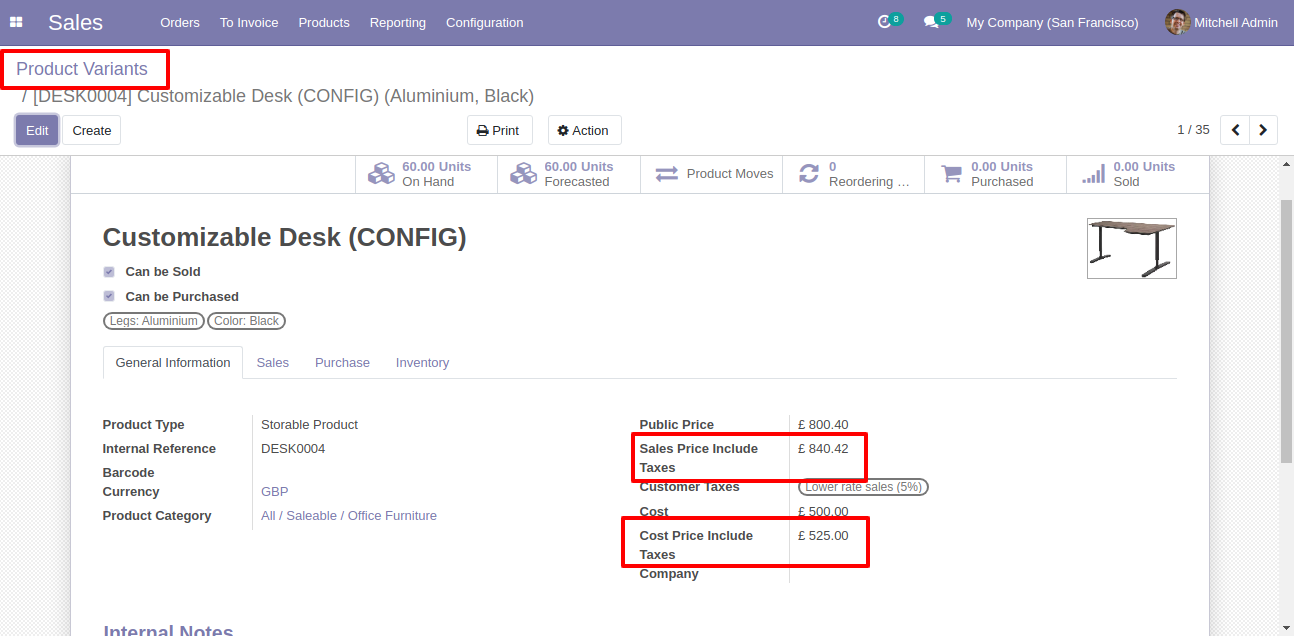 Sales Orders To Invoice Products Reporting Configuration 8 5 My Company (San Francisco) Mitchell Admin
Product Variants
/ [DESK0004] Customizable Desk (CONFIG) (Aluminium, Black)
Edit Create Print Action 1 / 35
60.00 Units On Hand
60.00 Units Forecasted
Product Moves
0 Reordering ...
0.00 Units Purchased
0.00 Units Sold
Customizable Desk (CONFIG)
Can be Sold
Can be Purchased
Legs: Aluminium Color: Black
General Information Sales Purchase Inventory
Product Type Storable Product
Internal Reference DESK0004
Barcode
Currency GBP
Product Category All / Saleable / Office Furniture
Public Price £ 800.40
Sales Price Include £ 840.42
Taxes
Customer Taxes Lower rate sales (5%)
Cost £ 500.00
Cost Price Include £ 525.00
Taxes
Company
Internal Notes